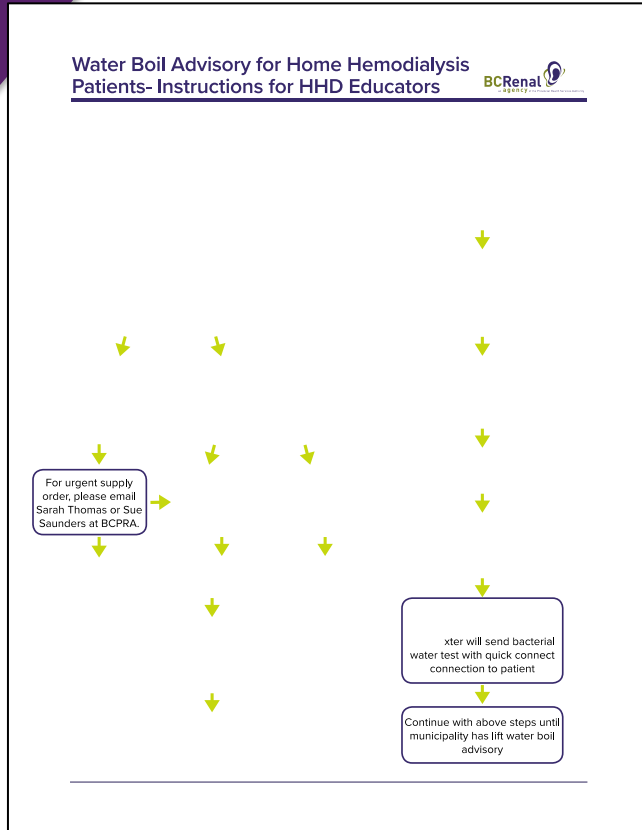 Water Boil Advisory for Home Hemodialysis
Patients- Instructions for HHD Educators
BCRenal
For urgent supply
order, please email
Sarah Thomas or Sue
Saunders at BCPRA.
xter will send bacterial
water test with quick connect
connection to patient
Continue with above steps until
municipality has lift water boil
advisory